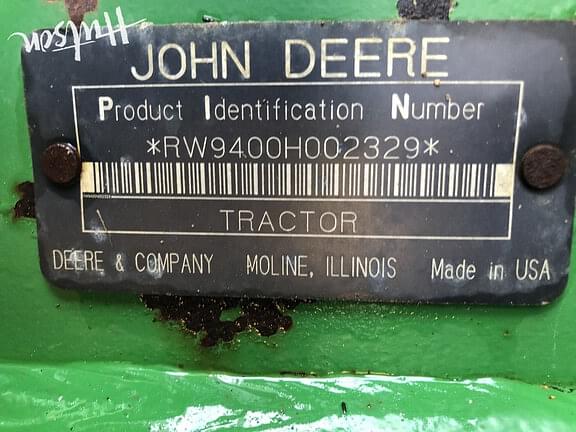 Hutson
JOHN DEERE
Product Identification Number
*RW9400H002329*
TRACTOR
DEERE & COMPANY MOLINE, ILLINOIS Made in USA